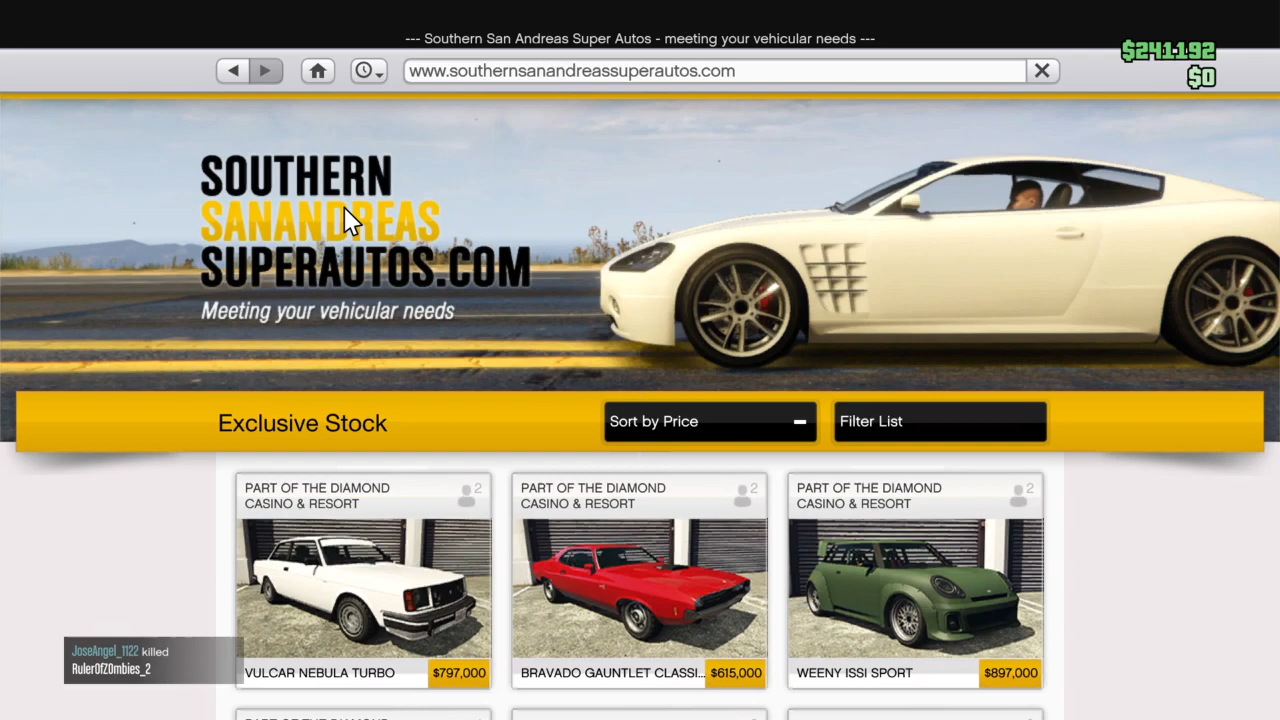 --- Southern San Andreas Super Autos - meeting your vehicular needs ---
$241192
www.southernsanandreassuperautos.com
$0
SOUTHERN
SANANDREAS
SUPERAUTOS.COM
Meeting your vehicular needs
Exclusive Stock
Sort by Price
Filter List
PART OF THE DIAMOND
CASINO & RESORT
2
PART OF THE DIAMOND
CASINO & RESORT
2
PART OF THE DIAMOND
CASINO & RESORT
2
JoseAngel_1122 killed
RulerOfZ0mbies_2
VULCAR NEBULA TURBO
$797,000
BRAVADO GAUNTLET CLASSI...
$615,000
WEENY ISSI SPORT
$897,000